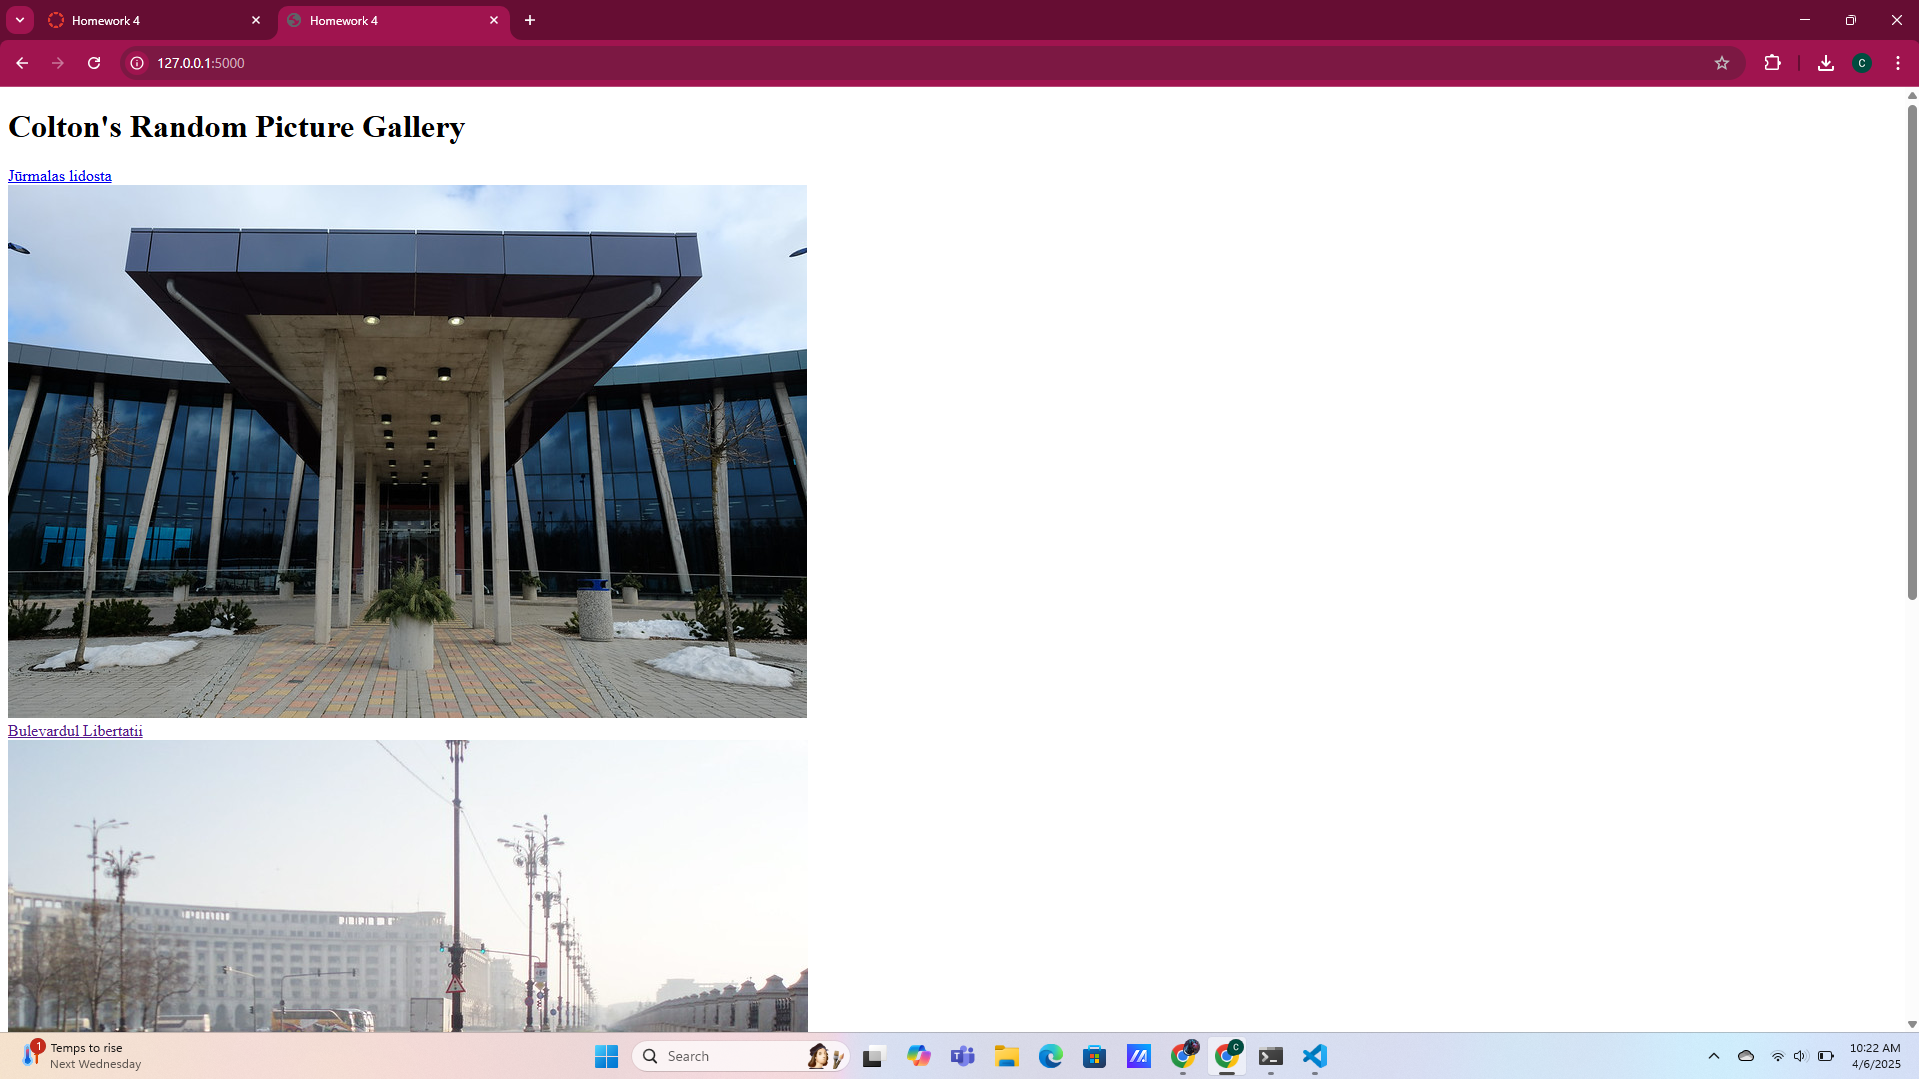 Homework 4
Homework 4
127.0.0.1:5000
C
Colton's Random Picture Gallery
Jūrmalas lidosta
Bulevardul Libertatii
1
Temps to rise
Next Wednesday
Search
C
10:22 AM
4/6/2025